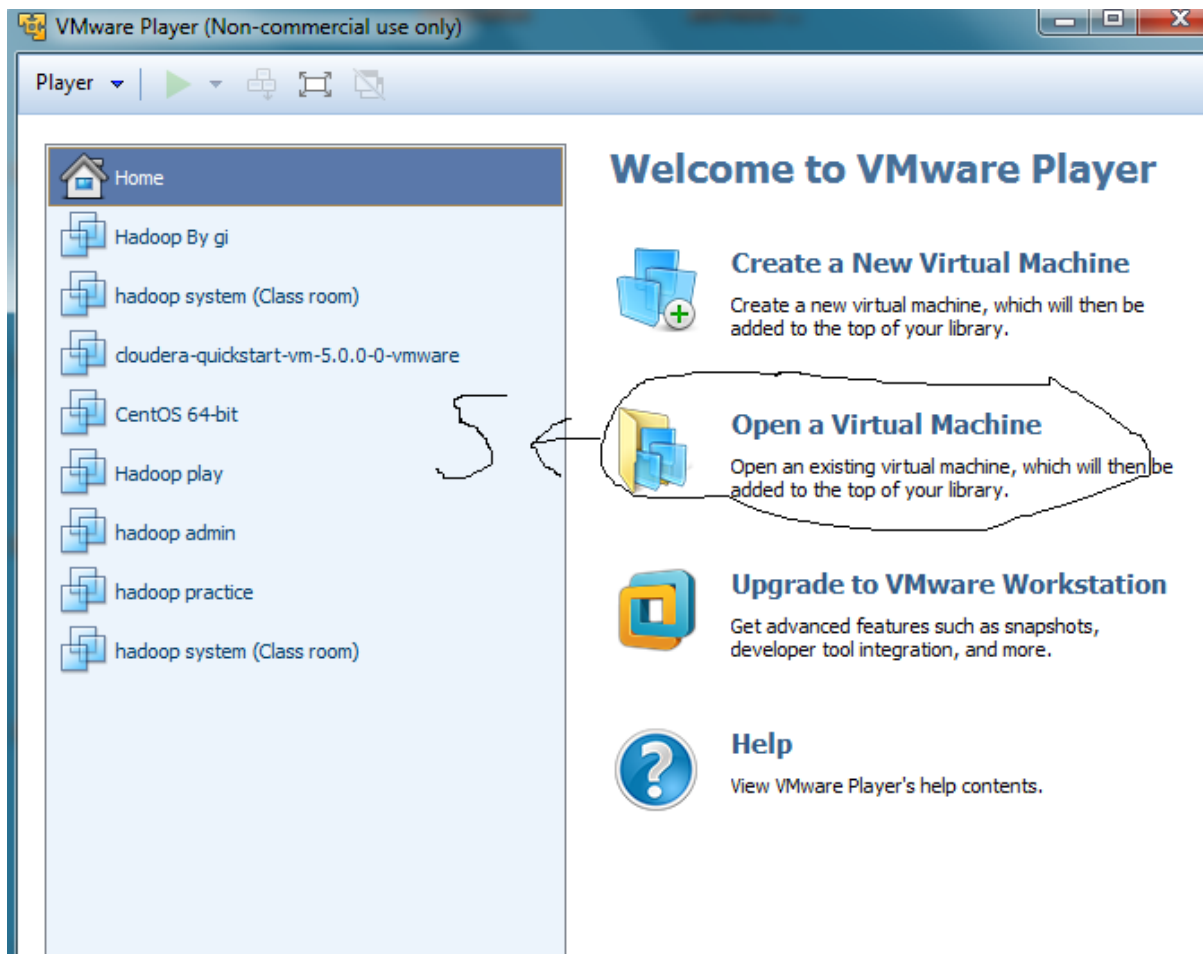 VMware Player (Non-commercial use only)
Player
Home
Hadoop By gi
hadoop system (Class room)
cloudera-quickstart-vm-5.0.0-0-vmware
CentOS 64-bit
Hadoop play
hadoop admin
hadoop practice
hadoop system (Class room)
5
Welcome to VMware Player
Create a New Virtual Machine
Create a new virtual machine, which will then be
added to the top of your library.
Open a Virtual Machine
Open an existing virtual machine, which will then be
added to the top of your library.
Upgrade to VMware Workstation
Get advanced features such as snapshots,
developer tool integration, and more.
Help
View VMware Player's help contents.